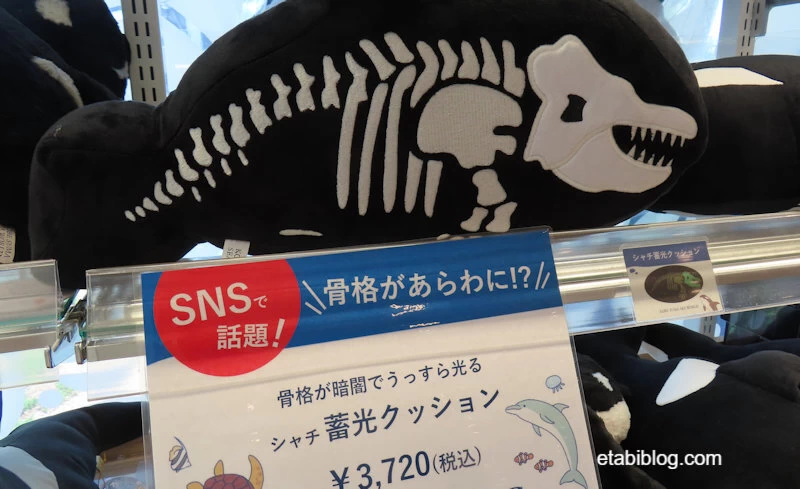 SNSで
話題!
骨格があらわに!?
骨格が暗闇でうっすら光る
シャチ 蓄光クッション
¥3,720(税込)
シャチ蓄光クッション
etabiblog.com